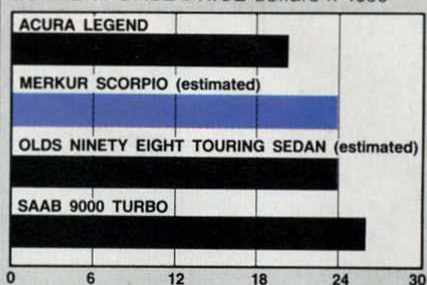 ACURA LEGEND
MERKUR SCORPIO (estimated)
OLDS NINETY EIGHT TOURING SEDAN (estimated)
SAAB 9000 TURBO
0 6 12 18 24 30